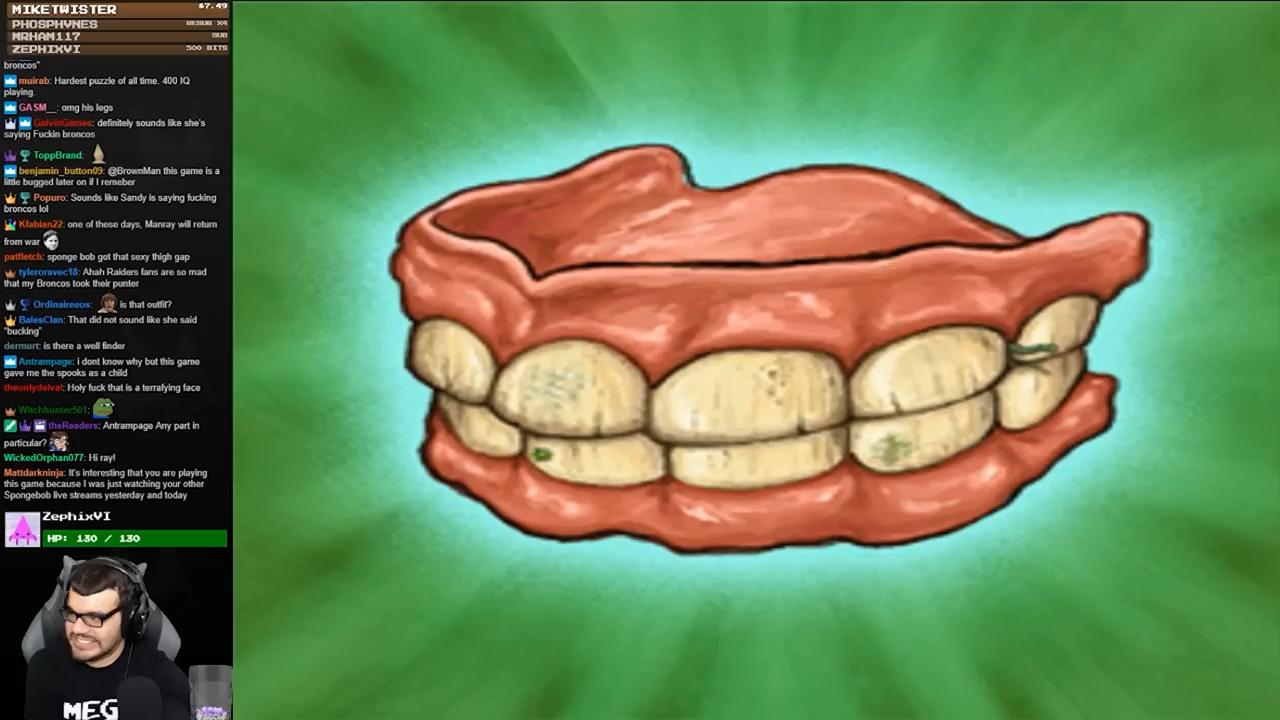 MIKETWISTER $7.49
PHOSPHVNES RESUB X4
MRHAM117 SUB
ZEPHIXVI 500 BITS
broncos"
muirab: Hardest puzzle of all time. 400 IQ
playing.
GASM__: omg his legs
GalvinGames: definitely sounds like she's
saying Fuckin broncos
ToppBrand:
benjamin_button09: @BrownMan this game is a
little bugged later on if I remeber
Popuro: Sounds like Sandy is saying fucking
broncos lol
Kfabian22: one of these days, Manray will return
from war
patfletch: sponge bob got that sexy thigh gap
tyleroravec18: Ahah Raiders fans are so mad
that my Broncos took their punter
Ordinaireeos: is that outfit?
BalesClan: That did not sound like she said
"bucking"
dermurt: is there a well finder
Antrampage: i dont know why but this game
gave me the spooks as a child
theonlydelval: Holy fuck that is a terrafying face
Witchhunter501:
theReaders: Antrampage Any part in
particular?
WickedOrphan077: Hi ray!
Mattdarkninja: It's interesting that you are playing
this game because I was just watching your other
Spongebob live streams yesterday and today
ZephixVI
HP: 130 / 130
MEG